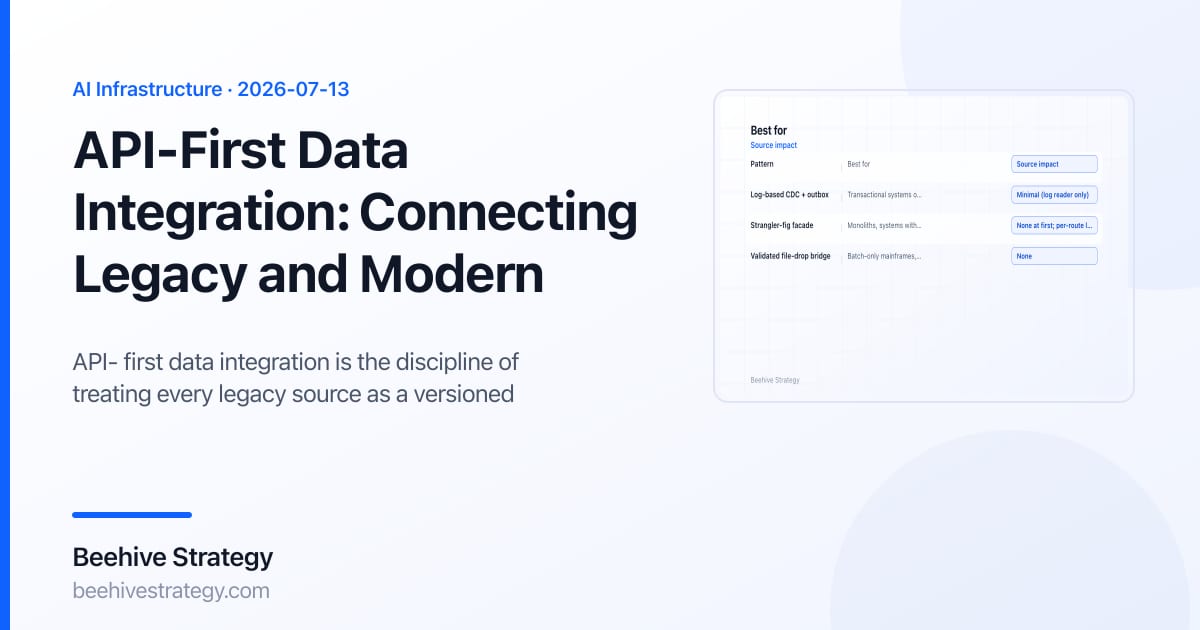 AI Infrastructure · 2026-07-13
API-First Data
Integration: Connecting
Legacy and Modern
API- first data integration is the discipline of
treating every legacy source as a versioned
Beehive Strategy
beehivestrategy.com
Best for
Source impact
Pattern Best for Source impact
Log-based CDC + outbox Transactional systems o... Minimal (log reader only)
Strangler-fig facade Monoliths, systems with... None at first; per-route l...
Validated file-drop bridge Batch-only mainframes,... None
Beehive Strategy